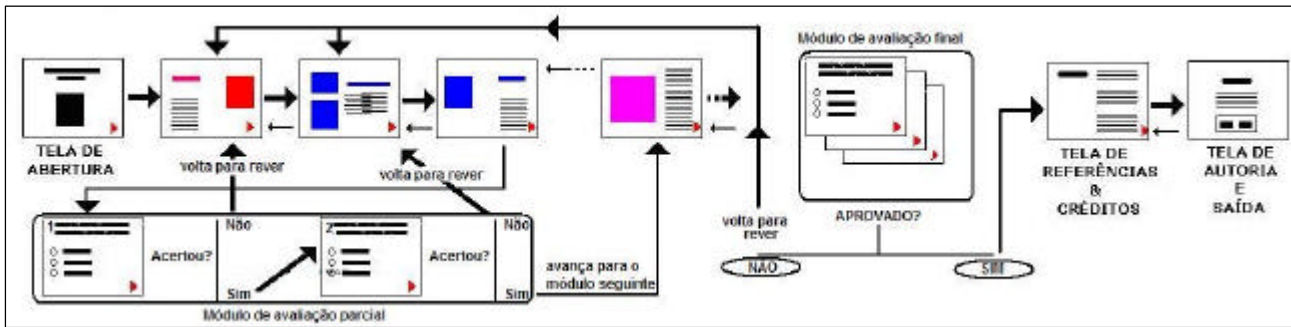 Módulo de avaliação final
TELA DE
ABERTURA
volta para rever
volta para rever
1
Acertou?
Não
Sim
2
Acertou?
Não
Sim
Módulo de avaliação parcial
avança para o
módulo seguinte
volta para
rever
NÃO
APROVADO?
SIM
TELA DE
REFERÊNCIAS
&
CRÉDITOS
TELA DE
AUTORIA
E
SAÍDA